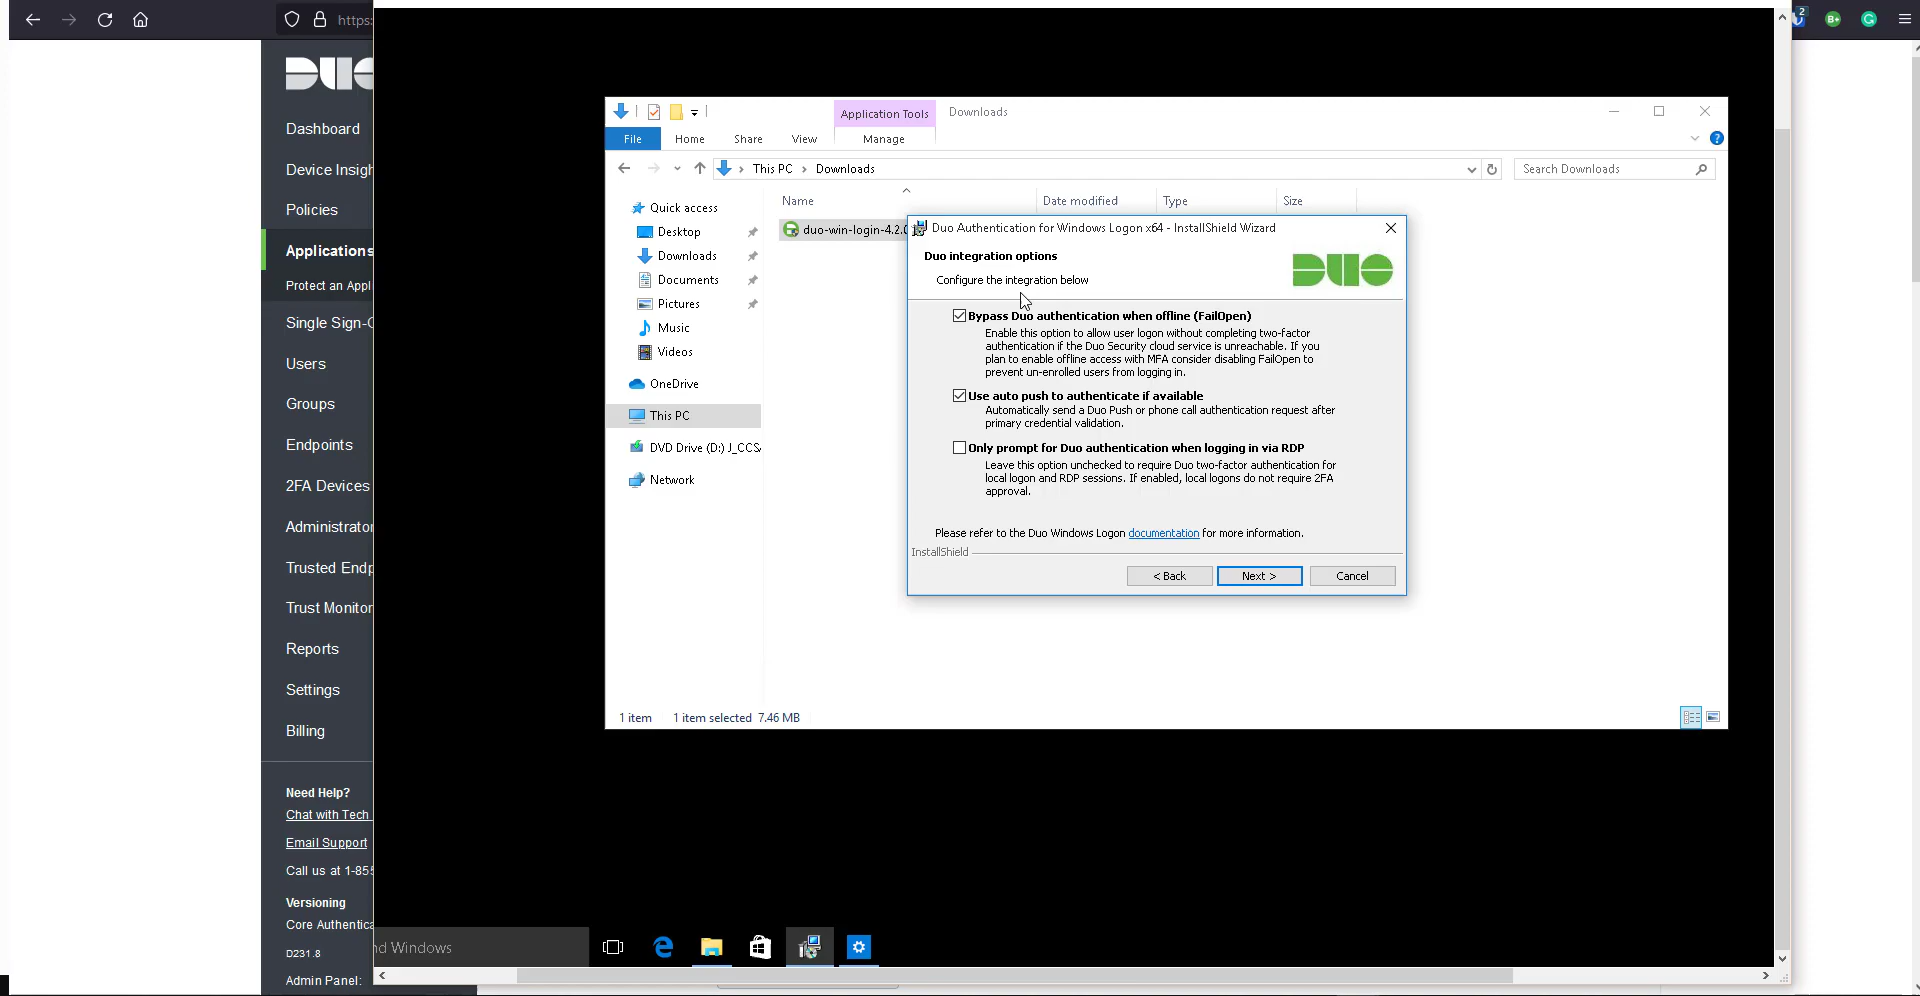 https:
2
B+
G
DUO
Dashboard
Device Insigh
Policies
Applications
Protect an Appl
Single Sign-O
Users
Groups
Endpoints
2FA Devices
Administrator
Trusted Endp
Trust Monitor
Reports
Settings
Billing
Need Help?
Chat with Tech
Email Support
Call us at 1-855
Versioning
Core Authentica
D231.8
Admin Panel:
Application Tools
Downloads
File
Home
Share
View
Manage
This PC > Downloads
Search Downloads
Quick access
Desktop
Downloads
Documents
Pictures
Music
Videos
OneDrive
This PC
DVD Drive (D:) J_CCSA
Network
Name
Date modified
Type
Size
duo-win-login-4.2.0
Duo Authentication for Windows Logon x64 - InstallShield Wizard
Duo integration options
Configure the integration below
DUO
Bypass Duo authentication when offline (FailOpen)
Enable this option to allow user logon without completing two-factor
authentication if the Duo Security cloud service is unreachable. If you
plan to enable offline access with MFA consider disabling FailOpen to
prevent un-enrolled users from logging in.
Use auto push to authenticate if available
Automatically send a Duo Push or phone call authentication request after
primary credential validation.
Only prompt for Duo authentication when logging in via RDP
Leave this option unchecked to require Duo two-factor authentication for
local logon and RDP sessions. If enabled, local logons do not require 2FA
approval.
Please refer to the Duo Windows Logon documentation for more information.
InstallShield
< Back
Next >
Cancel
1 item
1 item selected 7.46 MB
nd Windows